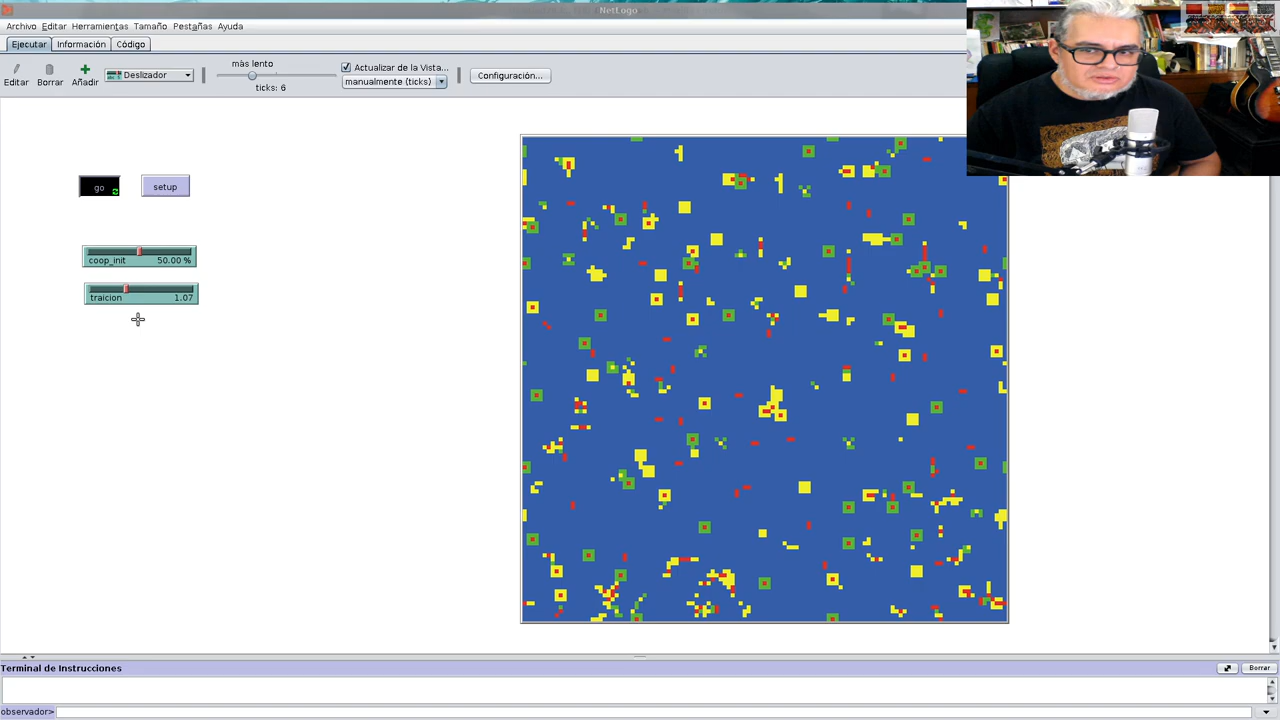 NetLogo
Archivo Editar Herramientas Tamaño Pestañas Ayuda
Ejecutar Información Código
Editar Borrar Añadir Deslizador
más lento
ticks: 6
Actualizar de la Vista...
manualmente (ticks)
Configuración...
go setup
coop_init 50.00 %
traicion 1.07
Terminal de Instrucciones
Borrar
observador>